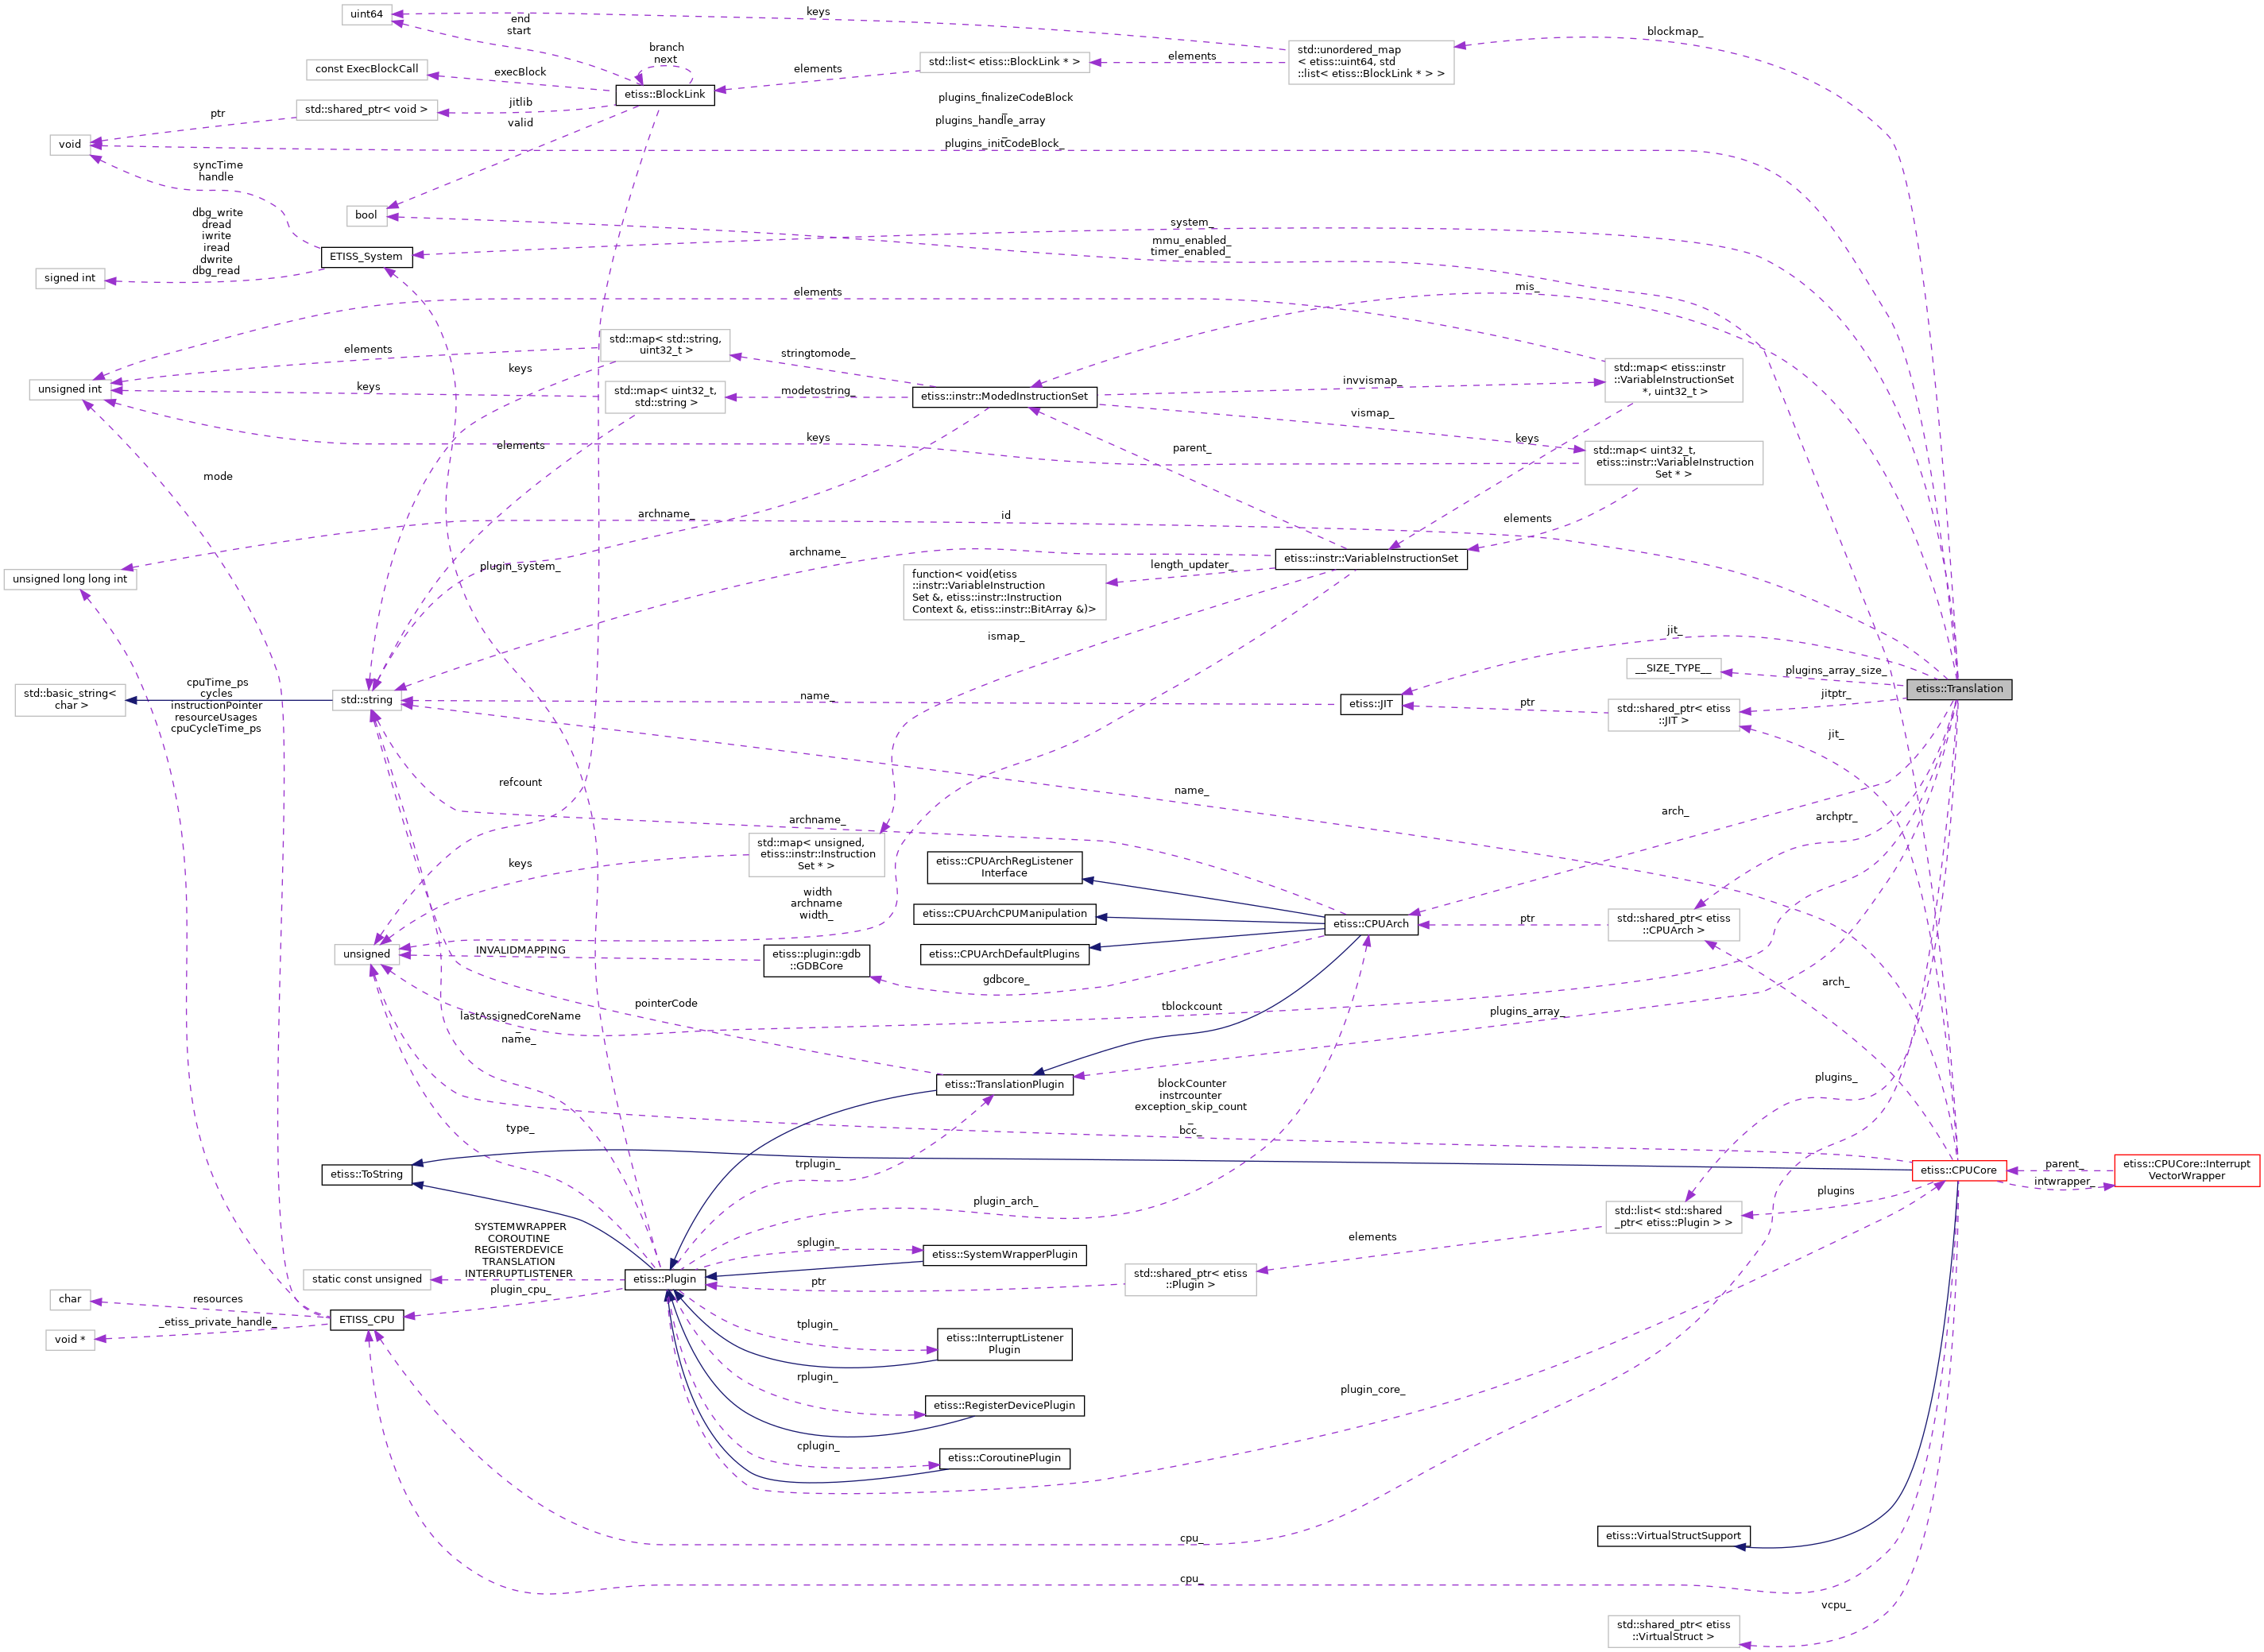 uint64
end
start
keys
blockmap_
std::unordered_map
< etiss::uint64, std
::list< etiss::BlockLink * > >
branch
next
elements
std::list< etiss::BlockLink * >
elements
const ExecBlockCall
execBlock
etiss::BlockLink
jitlib
std::shared_ptr< void >
plugins_finalizeCodeBlock
_
plugins_handle_array
_
plugins_initCodeBlock_
ptr
valid
void
syncTime
handle
bool
system_
mmu_enabled_
timer_enabled_
dbg_write
dread
iwrite
iread
dwrite
dbg_read
ETISS_System
signed int
mis_
elements
std::map< std::string,
uint32_t >
elements
stringtomode_
keys
unsigned int
keys
std::map< uint32_t,
std::string >
modetostring_
etiss::instr::ModedInstructionSet
invvismap_
std::map< etiss::instr
::VariableInstructionSet
*, uint32_t >
vismap_
elements
keys
parent_
keys
std::map< uint32_t,
etiss::instr::VariableInstruction
Set * >
mode
archname_
id
elements
plugin_system_
archname_
etiss::instr::VariableInstructionSet
length_updater_
unsigned long long int
function< void(etiss
::instr::VariableInstruction
Set &, etiss::instr::Instruction
Context &, etiss::instr::BitArray &)>
ismap_
jit_
__SIZE_TYPE__
plugins_array_size_
etiss::Translation
cpuTime_ps
cycles
instructionPointer
resourceUsages
cpuCycleTime_ps
std::basic_string<
char >
std::string
name_
etiss::JIT
ptr
std::shared_ptr< etiss
::JIT >
jitptr_
jit_
refcount
name_
arch_
archptr_
archname_
keys
std::map< unsigned,
etiss::instr::Instruction
Set * >
etiss::CPUArchRegListener
Interface
width
archname
width_
etiss::CPUArchCPUManipulation
etiss::CPUArch
ptr
std::shared_ptr< etiss
::CPUArch >
unsigned
INVALIDMAPPING
etiss::plugin::gdb
::GDBCore
etiss::CPUArchDefaultPlugins
gdbcore_
arch_
pointerCode
tblockcount
plugins_array_
lastAssignedCoreName
_
name_
etiss::TranslationPlugin
blockCounter
instrcounter
exception_skip_count
_
bcc_
plugins_
type_
etiss::ToString
trplugin_
etiss::CPUCore
parent_
intwrapper_
etiss::CPUCore::Interrupt
VectorWrapper
plugin_arch_
plugins
std::list< std::shared
_ptr< etiss::Plugin > >
SYSTEMWRAPPER
COROUTINE
REGISTERDEVICE
TRANSLATION
INTERRUPTLISTENER
static const unsigned
plugin_cpu_
etiss::Plugin
splugin_
etiss::SystemWrapperPlugin
elements
ptr
std::shared_ptr< etiss
::Plugin >
char
resources
void *
_etiss_private_handle_
ETISS_CPU
tplugin_
etiss::InterruptListener
Plugin
rplugin_
etiss::RegisterDevicePlugin
plugin_core_
cplugin_
etiss::CoroutinePlugin
cpu_
etiss::VirtualStructSupport
cpu_
vcpu_
std::shared_ptr< etiss
::VirtualStruct >